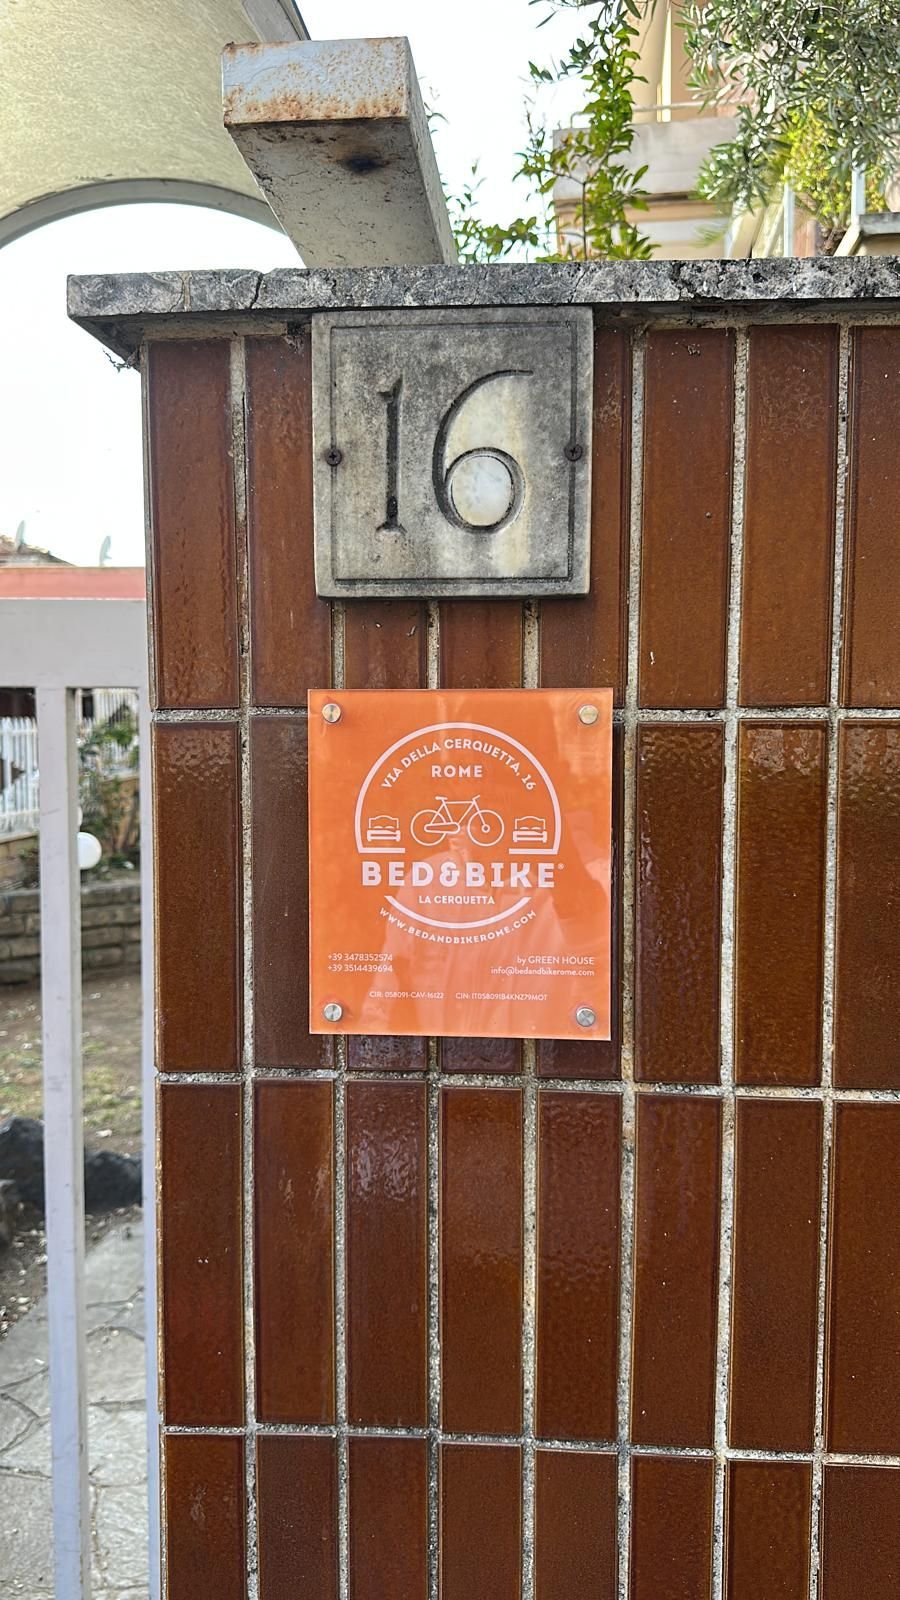 16
VIA DELLA CERQUETTA, 16
ROME
BED&BIKE®
LA CERQUETTA
WWW.BEDANDBIKEROME.COM
+39 3478352574
+39 3514439694
by GREEN HOUSE
info@bedandbikerome.com
CIR: 058091-CAV-16122 CIN: IT058091B4KNZ79MOT